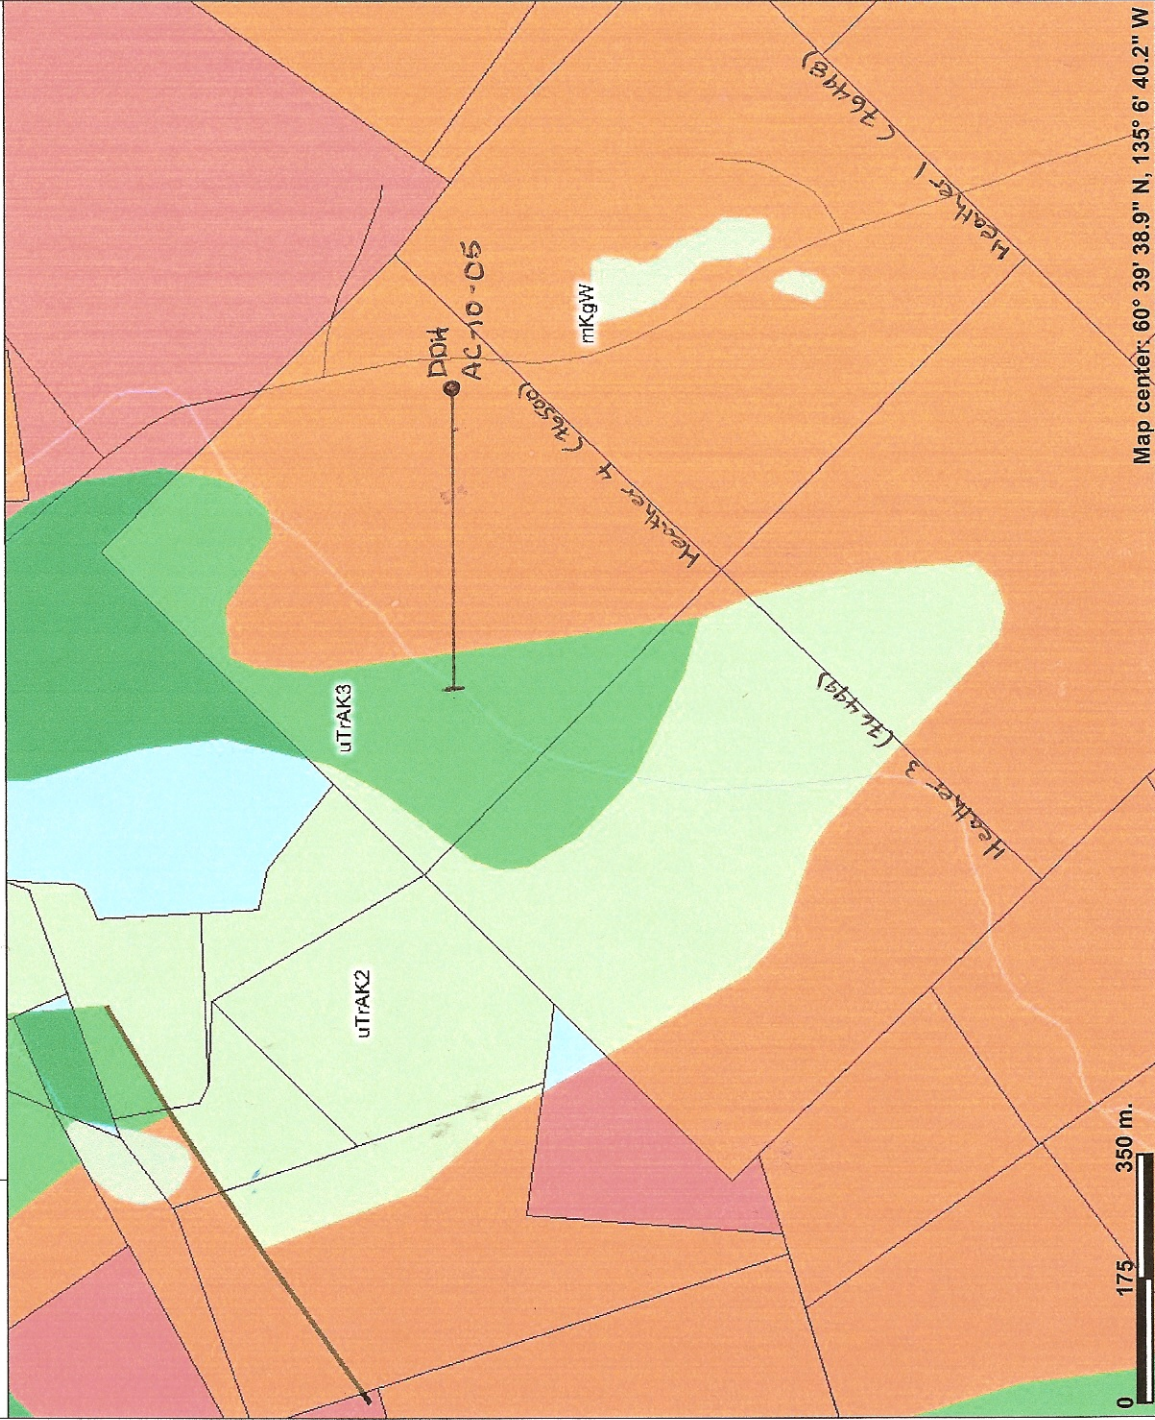 Heather 1 (76498)
DDH
AC-10-05
mKgW
Heather 4 (76500)
uTrAK3
Heather 3 (76499)
uTrAK2
0 175 350 m.
Map center: 60° 39' 38.9" N, 135° 6' 40.2" W